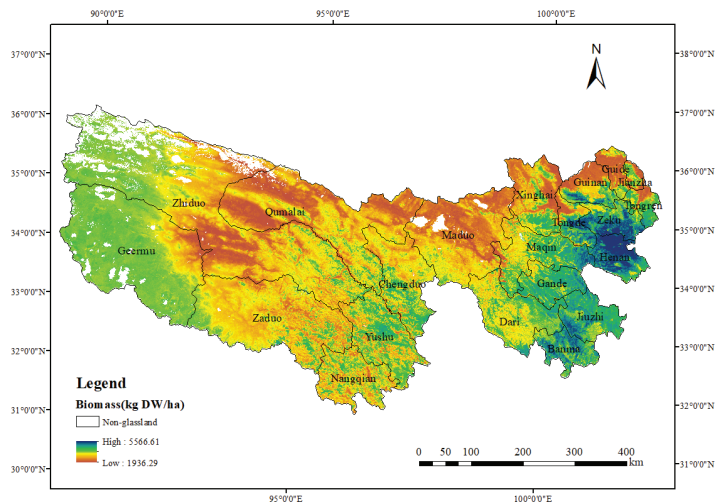 90°0'0"E 95°0'0"E 100°0'0"E
37°0'0"N
38°0'0"N
N
36°0'0"N
37°0'0"N
35°0'0"N
36°0'0"N
34°0'0"N
35°0'0"N
33°0'0"N
34°0'0"N
32°0'0"N
33°0'0"N
31°0'0"N
32°0'0"N
30°0'0"N
31°0'0"N
Guide
Guinan Jianzha
Xinghai
Tongren
Zhiduo
Qumalai
Tongde Zeku
Maduo
Geermu
Maqin
Henan
Chengduo
Gande
Zaduo
Dari
Jiuzhi
Yushu
Banma
Nangqian
Legend
Biomass(kg DW/ha)
Non-glassland
High : 5566.61
Low : 1936.29
0 50 100 200 300 400
km
95°0'0"E 100°0'0"E